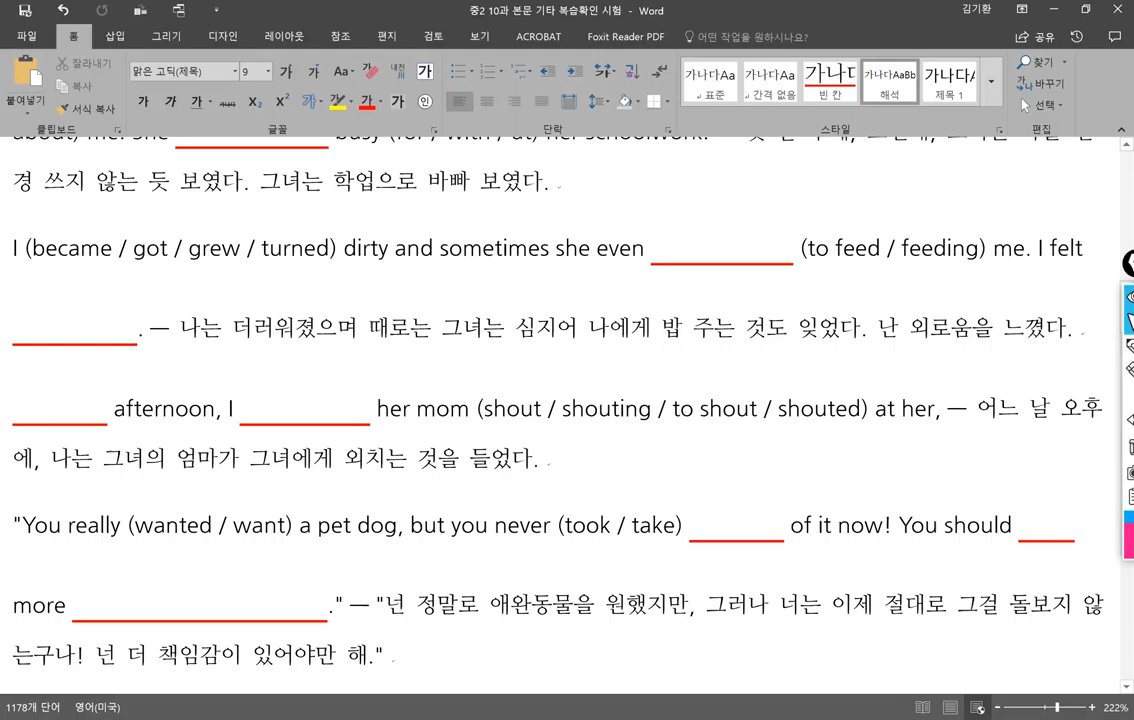 중2 10과 본문 기타 복습확인 시험 - Word
김기환
파일 홈 삽입 그리기 디자인 레이아웃 참조 편지 검토 보기 ACROBAT Foxit Reader PDF 어떤 작업을 원하시나요? 공유
붙여넣기
잘라내기
복사
서식 복사
맑은 고딕(제목) 9
가나다Aa 가나다Aa 가나다Aa 가나다AaBb 가나다Aa
표준 간격 없음 빈 칸 해석 제목 1
찾기
바꾸기
선택
클립보드 글꼴 단락 스타일 편집
about) me! She busy (for / with / at) her schoolwork.
경 쓰지 않는 듯 보였다. 그녀는 학업으로 바빠 보였다.
I (became / got / grew / turned) dirty and sometimes she even (to feed / feeding) me. I felt
. — 나는 더러워졌으며 때로는 그녀는 심지어 나에게 밥 주는 것도 잊었다. 난 외로움을 느꼈다.
afternoon, I her mom (shout / shouting / to shout / shouted) at her, — 어느 날 오후
에, 나는 그녀의 엄마가 그녀에게 외치는 것을 들었다.
"You really (wanted / want) a pet dog, but you never (took / take) of it now! You should
more ." — "넌 정말로 애완동물을 원했지만, 그러나 너는 이제 절대로 그걸 돌보지 않
는구나! 넌 더 책임감이 있어야만 해."
1178개 단어 영어(미국) 222%